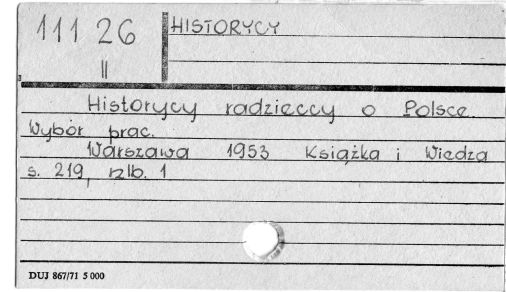 111 26
II
HISTORYCY
Historycy radzieccy o Polsce.
Wybór prac.
Warszawa 1953 Książka i Wiedza
s. 219, nlb. 1
DUJ 867/71 5 000